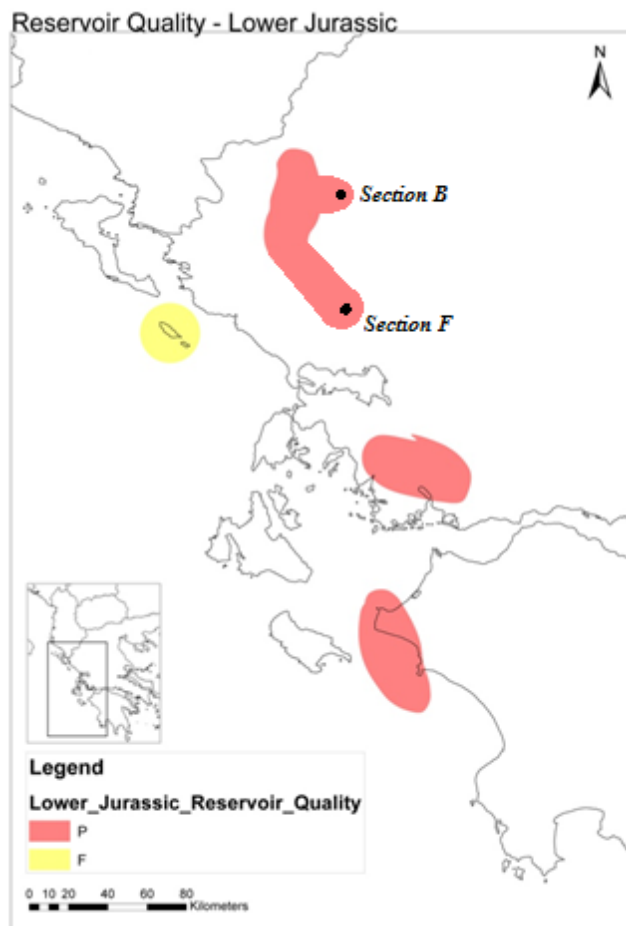 Reservoir Quality - Lower Jurassic
N
Section B
Section F
Legend
Lower_Jurassic_Reservoir_Quality
P
F
0 10 20 40 60 80
Kilometers